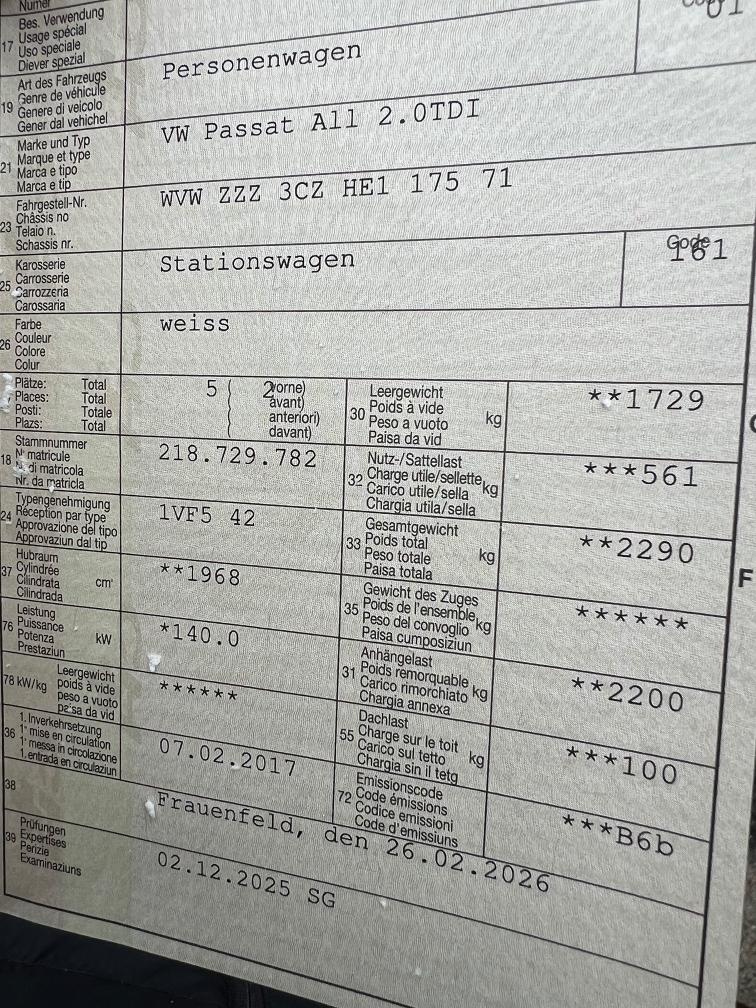 Numer
17 Bes. Verwendung
Usage spécial
Uso speciale
Diever spezial
01
19 Art des Fahrzeugs
Genre de véhicule
Genere di veicolo
Gener dal vehichel
Personenwagen
21 Marke und Typ
Marque et type
Marca e tipo
Marca e tip
VW Passat All 2.0TDI
23 Fahrgestell-Nr.
Châssis no
Telaio n.
Schassis nr.
WVW ZZZ 3CZ HE1 175 71
25 Karosserie
Carrosserie
Carrozzeria
Carossaria
Stationswagen
Code
161
26 Farbe
Couleur
Colore
Colur
weiss
Plätze: Total
Places: Total
Posti: Totale
Plazs: Total
5 ( 2 vorne)
avant)
anteriori)
davant)
30 Leergewicht
Poids à vide
Peso a vuoto
Paisa da vid
kg
**1729
18 Stammnummer
N° matricule
N° di matricola
Nr. da matricla
218.729.782
32 Nutz-/Sattellast
Charge utile/sellette
Carico utile/sella
Chargia utila/sella
kg
***561
24 Typengenehmigung
Réception par type
Approvazione del tipo
Approvaziun dal tip
1VF5 42
33 Gesamtgewicht
Poids total
Peso totale
Paisa totala
kg
**2290
37 Hubraum
Cylindrée
Cilindrata
Cilindrada
cm³
**1968
35 Gewicht des Zuges
Poids de l'ensemble
Peso del convoglio
Paisa cumposiziun
kg
******
76 Leistung
Puissance
Potenza
Prestaziun
kW
*140.0
31 Anhängelast
Poids remorquable
Carico rimorchiato
Chargia annexa
kg
**2200
78 kW/kg
Leergewicht
poids à vide
peso a vuoto
paisa da vid
******
55 Dachlast
Charge sur le toit
Carico sul tetto
Chargia sin il tetg
kg
***100
36 1. Inverkehrsetzung
1° mise en circulation
1° messa in circolazione
1. entrada en circulaziun
07.02.2017
72 Emissionscode
Code émissions
Codice emissioni
Code d'emissiuns
***B6b
38
Frauenfeld, den 26.02.2026
39 Prüfungen
Expertises
Perizie
Examinaziuns
02.12.2025 SG
F